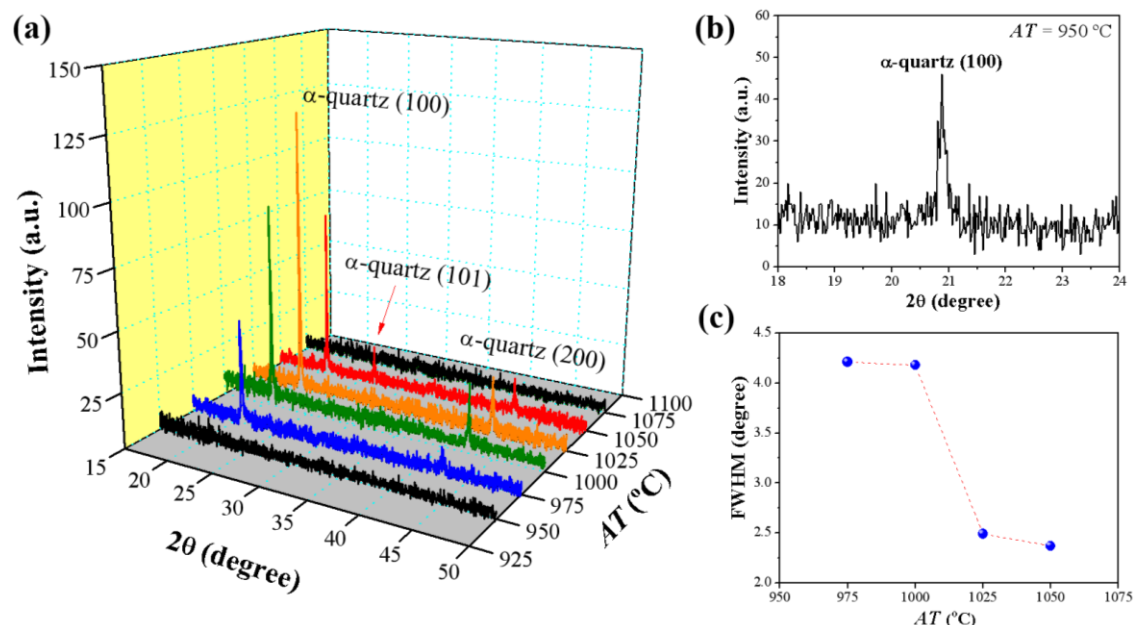 (a)
150
125
100
75
50
25
Intensity (a.u.)
α-quartz (100)
α-quartz (101)
α-quartz (200)
15
20
25
30
35
40
45
50
2θ (degree)
925
950
975
1000
1025
1050
1075
1100
AT (ºC)
(b)
AT = 950 ºC
α-quartz (100)
60
50
40
30
20
10
0
Intensity (a.u.)
18 19 20 21 22 23 24
2θ (degree)
(c)
4.5
4.0
3.5
3.0
2.5
2.0
FWHM (degree)
950 975 1000 1025 1050 1075
AT (ºC)